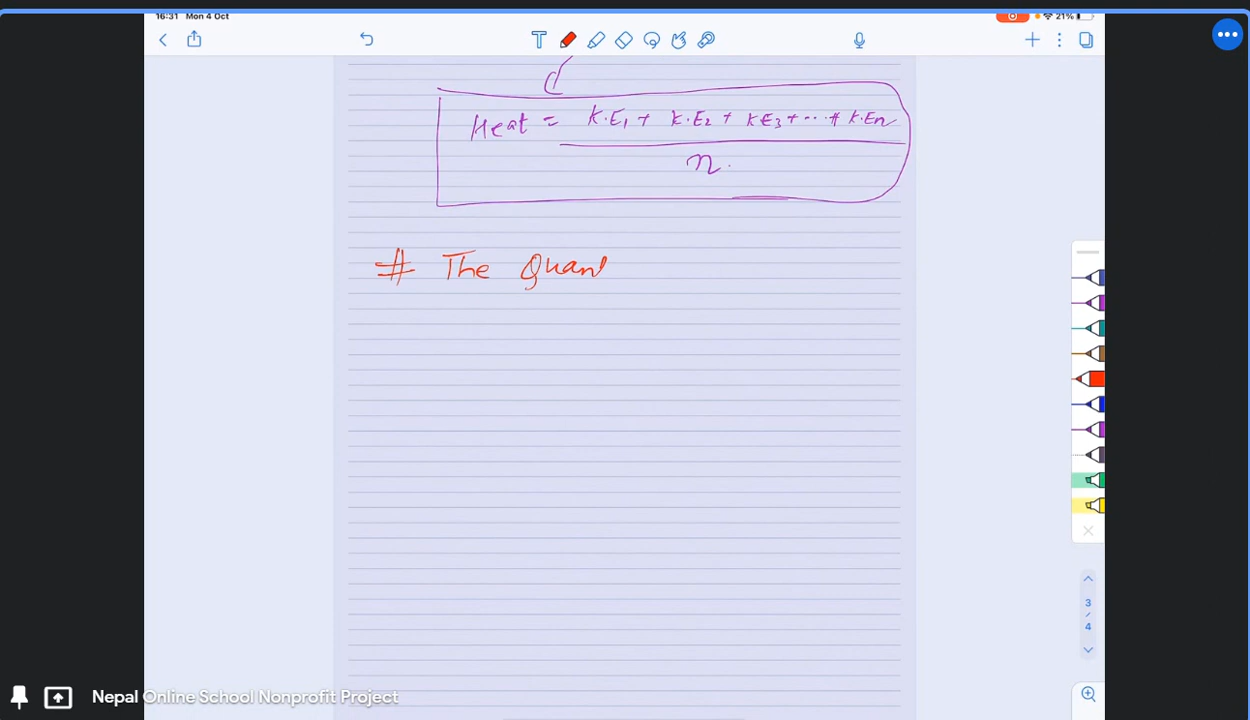 16:31 Mon 4 Oct
21%
Heat = K.E1 + K.E2 + K.E3 + ... + K.En
n.
# The Quant
3
/
4
Nepal Online School Nonprofit Project